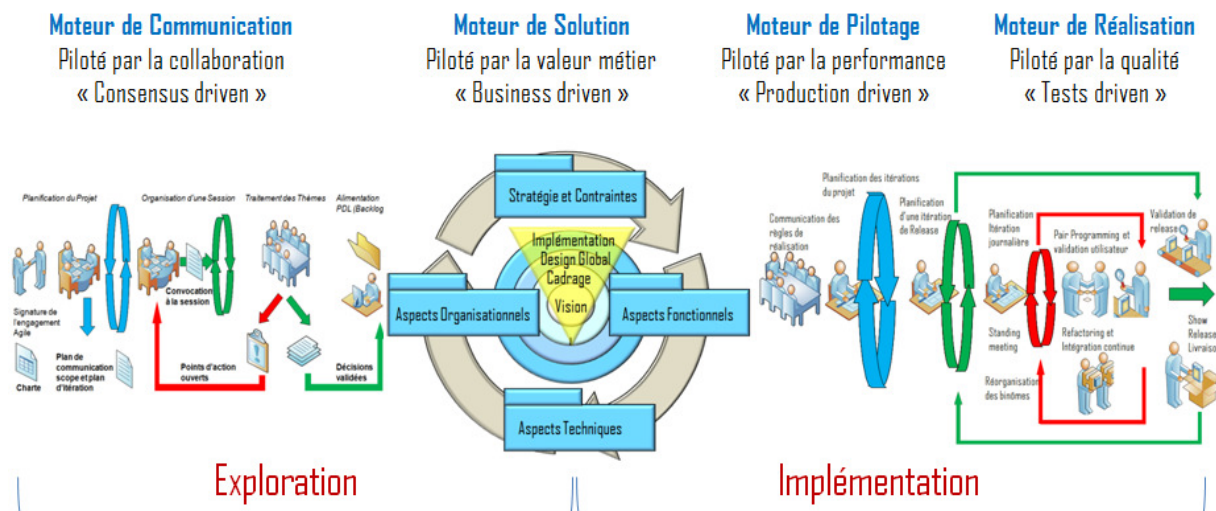 Moteur de Communication
Piloté par la collaboration
« Consensus driven »
Moteur de Solution
Piloté par la valeur métier
« Business driven »
Moteur de Pilotage
Piloté par la performance
« Production driven »
Moteur de Réalisation
Piloté par la qualité
« Tests driven »
Planification du Projet
Organisation d'une Session
Traitement des Thèmes
Alimentation
PDL (Backlog
Convocation
à la session
Signature de
l'engagement
Agile
Charte
Plan de
communication
scope et plan
d'itération
Points d'action
ouverts
Décisions
validées
Stratégie et Contraintes
Implémentation
Design Global
Cadrage
Vision
Aspects Organisationnels
Aspects Fonctionnels
Aspects Techniques
Planification des itérations
du projet
Communication des
règles de
réalisation
Planification
d'une itération
de Release
Planification
Itération
journalière
Pair Programming et
validation utilisateur
Validation de
release
Standing
meeting
Refactoring et
Intégration continue
Show
Release
Livraiso
Réorganisation
des binômes
Exploration
Implémentation